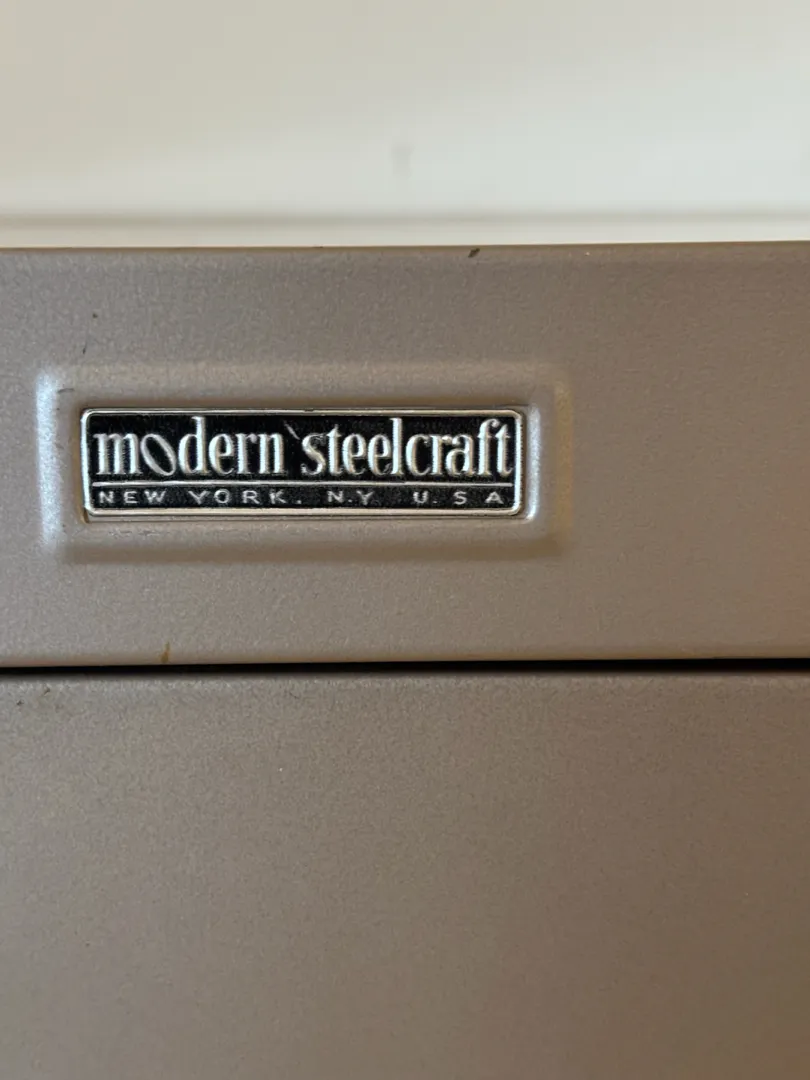 modern steelcraft
NEW YORK. N.Y U.S A